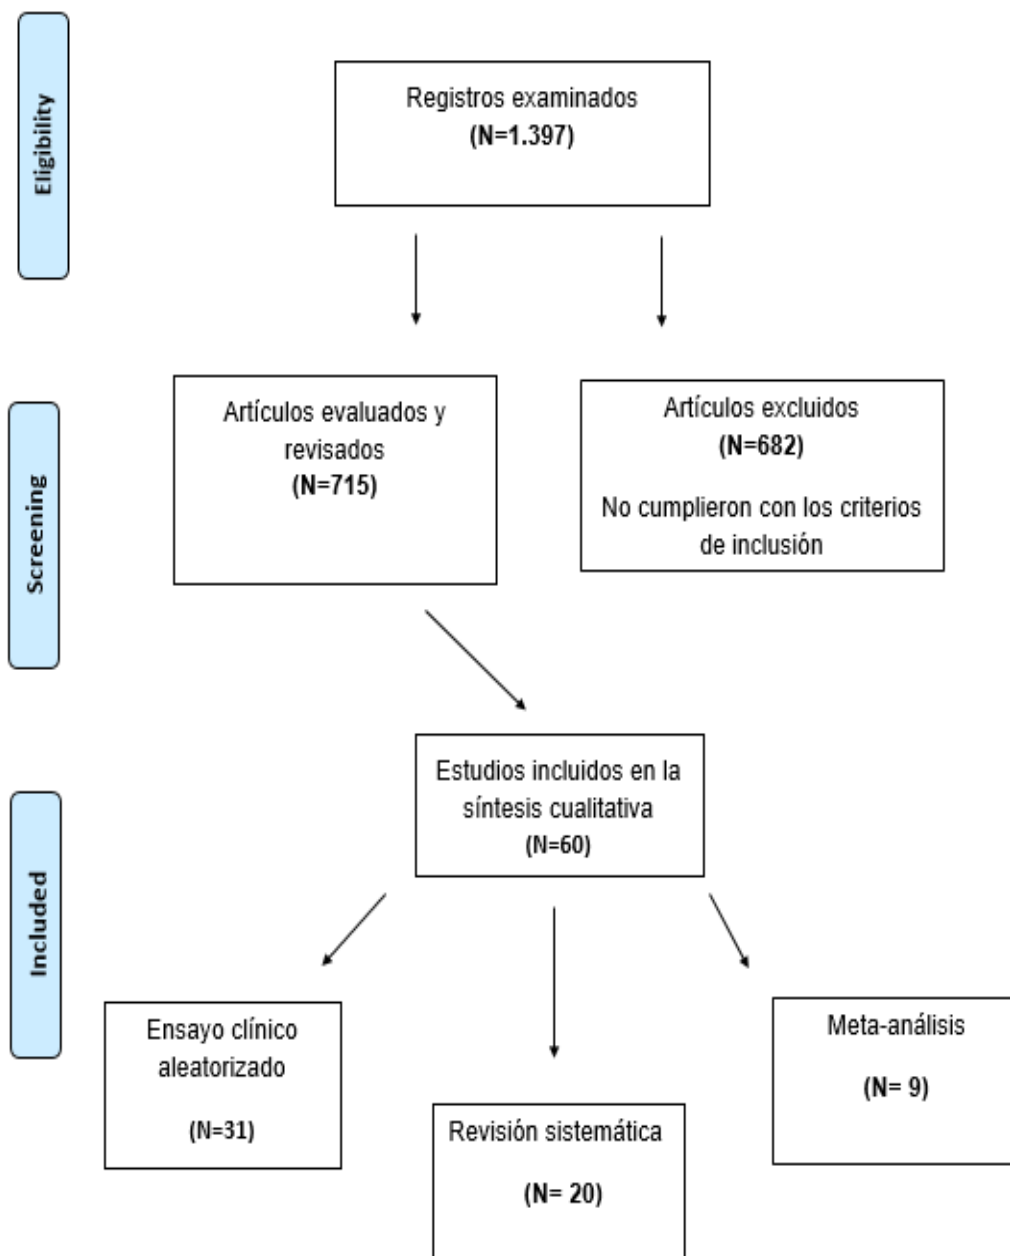 Eligibility
Registros examinados
(N=1.397)
Screening
Artículos evaluados y
revisados
(N=715)
Artículos excluidos
(N=682)
No cumplieron con los criterios
de inclusión
Included
Estudios incluidos en la
síntesis cualitativa
(N=60)
Ensayo clínico
aleatorizado
(N=31)
Revisión sistemática
(N= 20)
Meta-análisis
(N= 9)